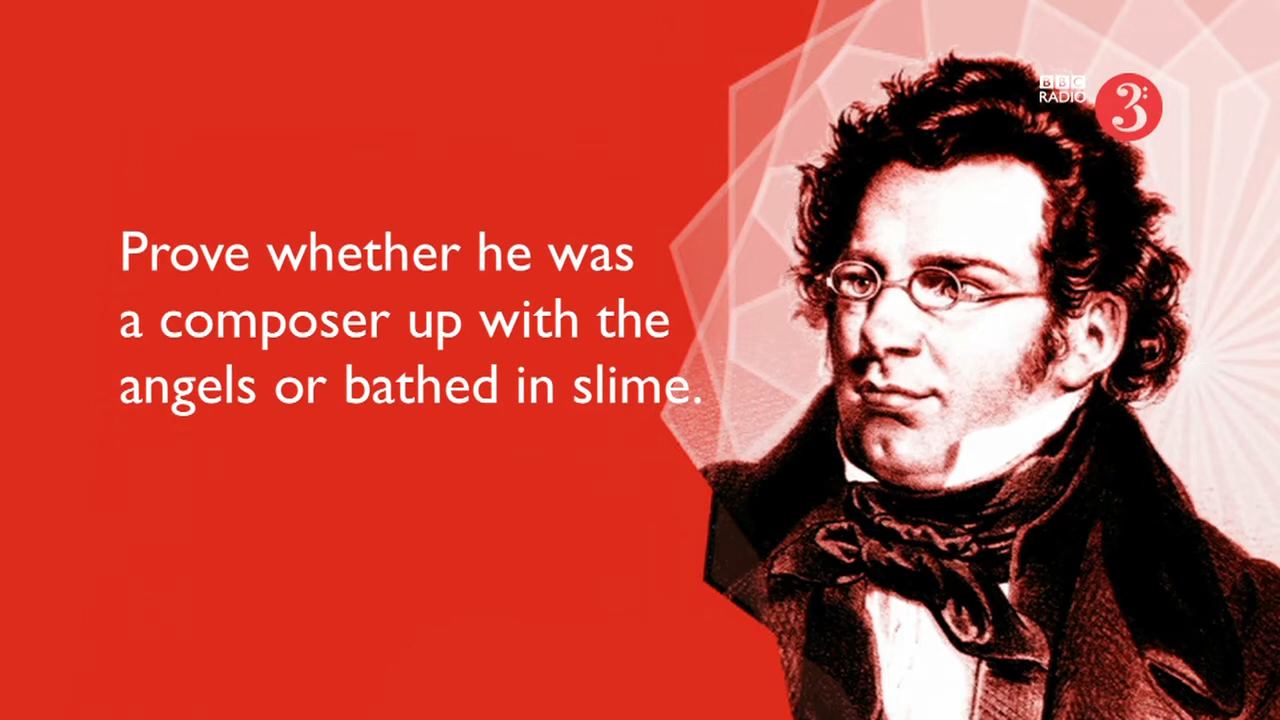 BBC
RADIO 3
Prove whether he was
a composer up with the
angels or bathed in slime.